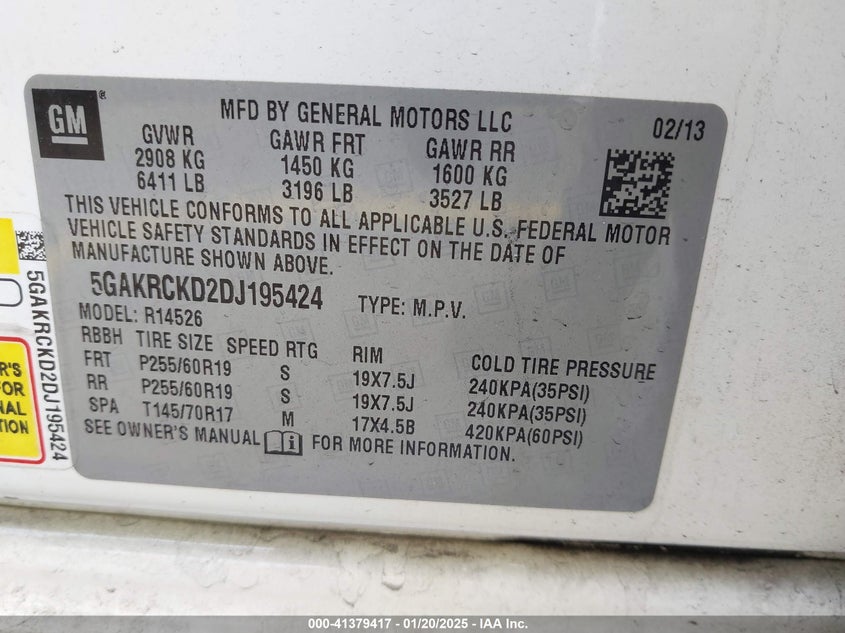 GM ®
MFD BY GENERAL MOTORS LLC
02/13
GVWR GAWR FRT GAWR RR
2908 KG 1450 KG 1600 KG
6411 LB 3196 LB 3527 LB
THIS VEHICLE CONFORMS TO ALL APPLICABLE U.S. FEDERAL MOTOR
VEHICLE SAFETY STANDARDS IN EFFECT ON THE DATE OF
MANUFACTURE SHOWN ABOVE.
5GAKRCKD2DJ195424 TYPE: M.P.V.
MODEL: R14526
RBBH TIRE SIZE SPEED RTG RIM COLD TIRE PRESSURE
FRT P255/60R19 S 19X7.5J 240KPA(35PSI)
RR P255/60R19 S 19X7.5J 240KPA(35PSI)
SPA T145/70R17 M 17X4.5B 420KPA(60PSI)
SEE OWNER'S MANUAL i FOR MORE INFORMATION.
5GAKRCKD2DJ195424
R'S
FOR
NAL
TION
000-41379417 - 01/20/2025 - IAA Inc.